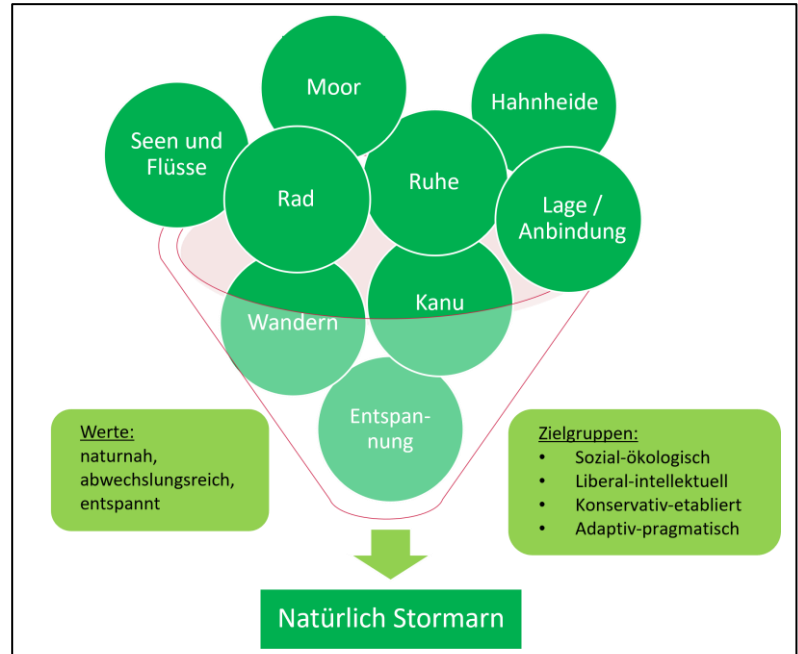 Moor
Hahnheide
Seen und
Flüsse
Rad
Ruhe
Lage /
Anbindung
Wandern
Kanu
Entspan-
nung
Werte:
naturnah,
abwechslungsreich,
entspannt
Zielgruppen:
• Sozial-ökologisch
• Liberal-intellektuell
• Konservativ-etabliert
• Adaptiv-pragmatisch
Natürlich Stormarn